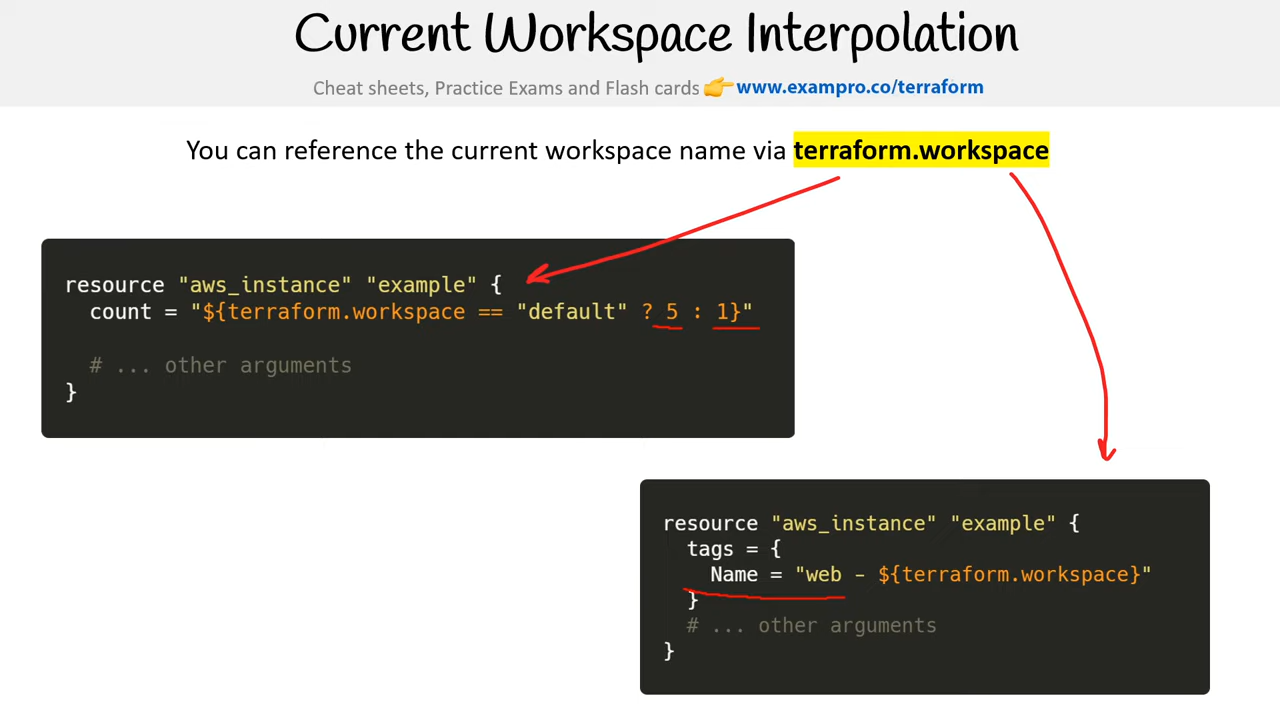 Current Workspace Interpolation
Cheat sheets, Practice Exams and Flash cards 👉 www.exampro.co/terraform
You can reference the current workspace name via terraform.workspace
resource "aws_instance" "example" {
  count = "${terraform.workspace == "default" ? 5 : 1}"
  # ... other arguments
}
resource "aws_instance" "example" {
  tags = {
    Name = "web - ${terraform.workspace}"
  }
  # ... other arguments
}